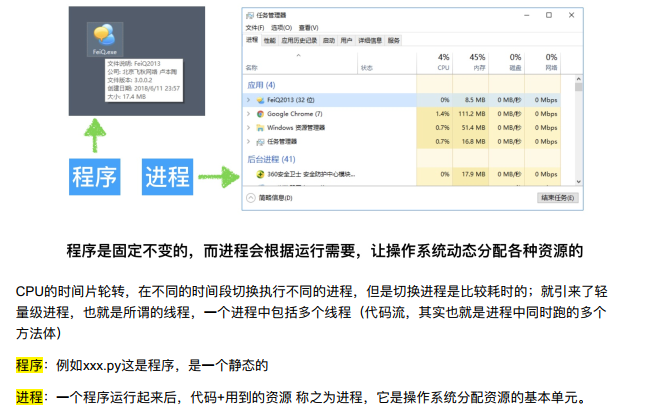 任务管理器
文件(F) 选项(O) 查看(V)
进程 性能 应用历史记录 启动 用户 详细信息 服务
4% 45% 0% 0%
名称 状态 CPU 内存 磁盘 网络
应用 (4)
FeiQ2013 (32 位) 0% 8.5 MB 0 MB/秒 0 Mbps
Google Chrome (7) 1.4% 111.2 MB 0 MB/秒 0 Mbps
Windows 资源管理器 0.7% 51.4 MB 0 MB/秒 0 Mbps
任务管理器 0.7% 16.8 MB 0 MB/秒 0 Mbps
后台进程 (41)
360安全卫士 安全防护中心模块... 0% 17.9 MB 0 MB/秒 0 Mbps
简略信息(D) 结束任务(E)
FeiQ.exe
文件说明: FeiQ2013
公司: 北京飞秋网络 卢本陶
文件版本: 3.0.0.2
创建日期: 2018/6/11 23:57
大小: 17.4 MB
程序 进程
程序是固定不变的，而进程会根据运行需要，让操作系统动态分配各种资源的
CPU的时间片轮转，在不同的时间段切换执行不同的进程，但是切换进程是比较耗时的；就引来了轻
量级进程，也就是所谓的线程，一个进程中包括多个线程（代码流，其实也就是进程中同时跑的多个
方法体）
程序：例如xxx.py这是程序，是一个静态的
进程：一个程序运行起来后，代码+用到的资源 称之为进程，它是操作系统分配资源的基本单元。